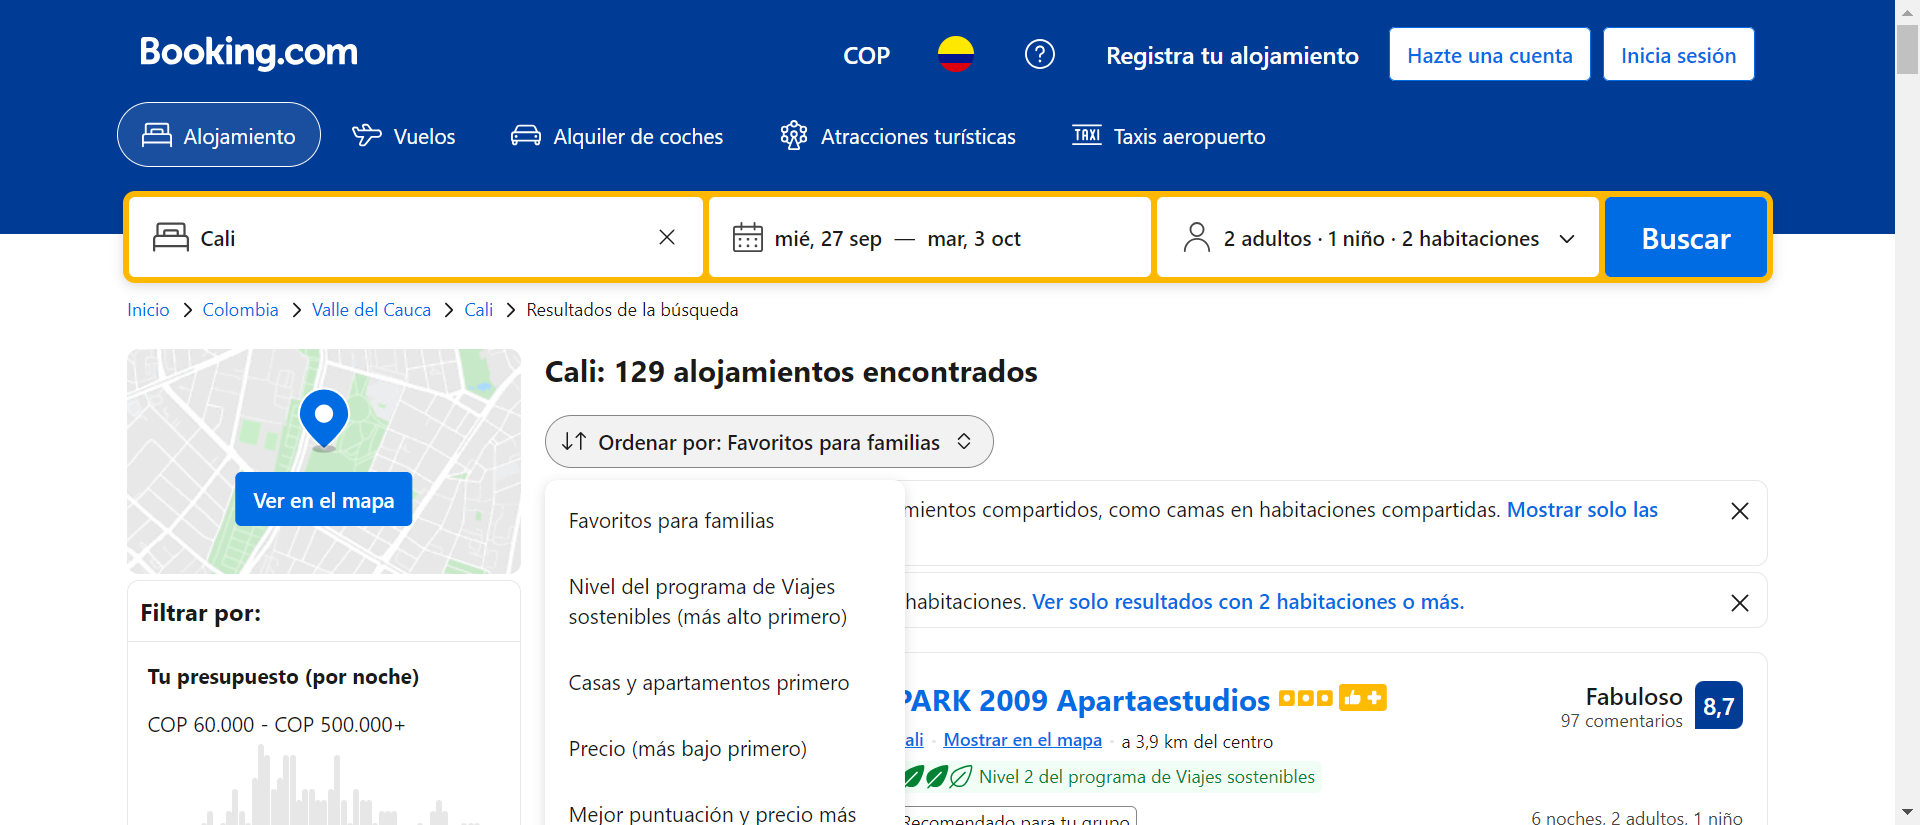 Booking.com
COP
Registra tu alojamiento
Hazte una cuenta
Inicia sesión
Alojamiento
Vuelos
Alquiler de coches
TAXI
Atracciones turísticas
Taxis aeropuerto
Cali
mié, 27 sep — mar, 3 oct
2 adultos · 1 niño · 2 habitaciones
Buscar
Inicio > Colombia > Valle del Cauca > Cali > Resultados de la búsqueda
Ver en el mapa
Filtrar por:
Tu presupuesto (por noche)
COP 60.000 - COP 500.000+
Cali: 129 alojamientos encontrados
Ordenar por: Favoritos para familias
Favoritos para familias
Nivel del programa de Viajes
sostenibles (más alto primero)
Casas y apartamentos primero
Precio (más bajo primero)
Mejor puntuación y precio más
mientos compartidos, como camas en habitaciones compartidas. Mostrar solo las
habitaciones. Ver solo resultados con 2 habitaciones o más.
PARK 2009 Apartaestudios
ali · Mostrar en el mapa · a 3,9 km del centro
Nivel 2 del programa de Viajes sostenibles
Recomendado para tu grupo
Fabuloso
97 comentarios
8,7
6 noches, 2 adultos, 1 niño